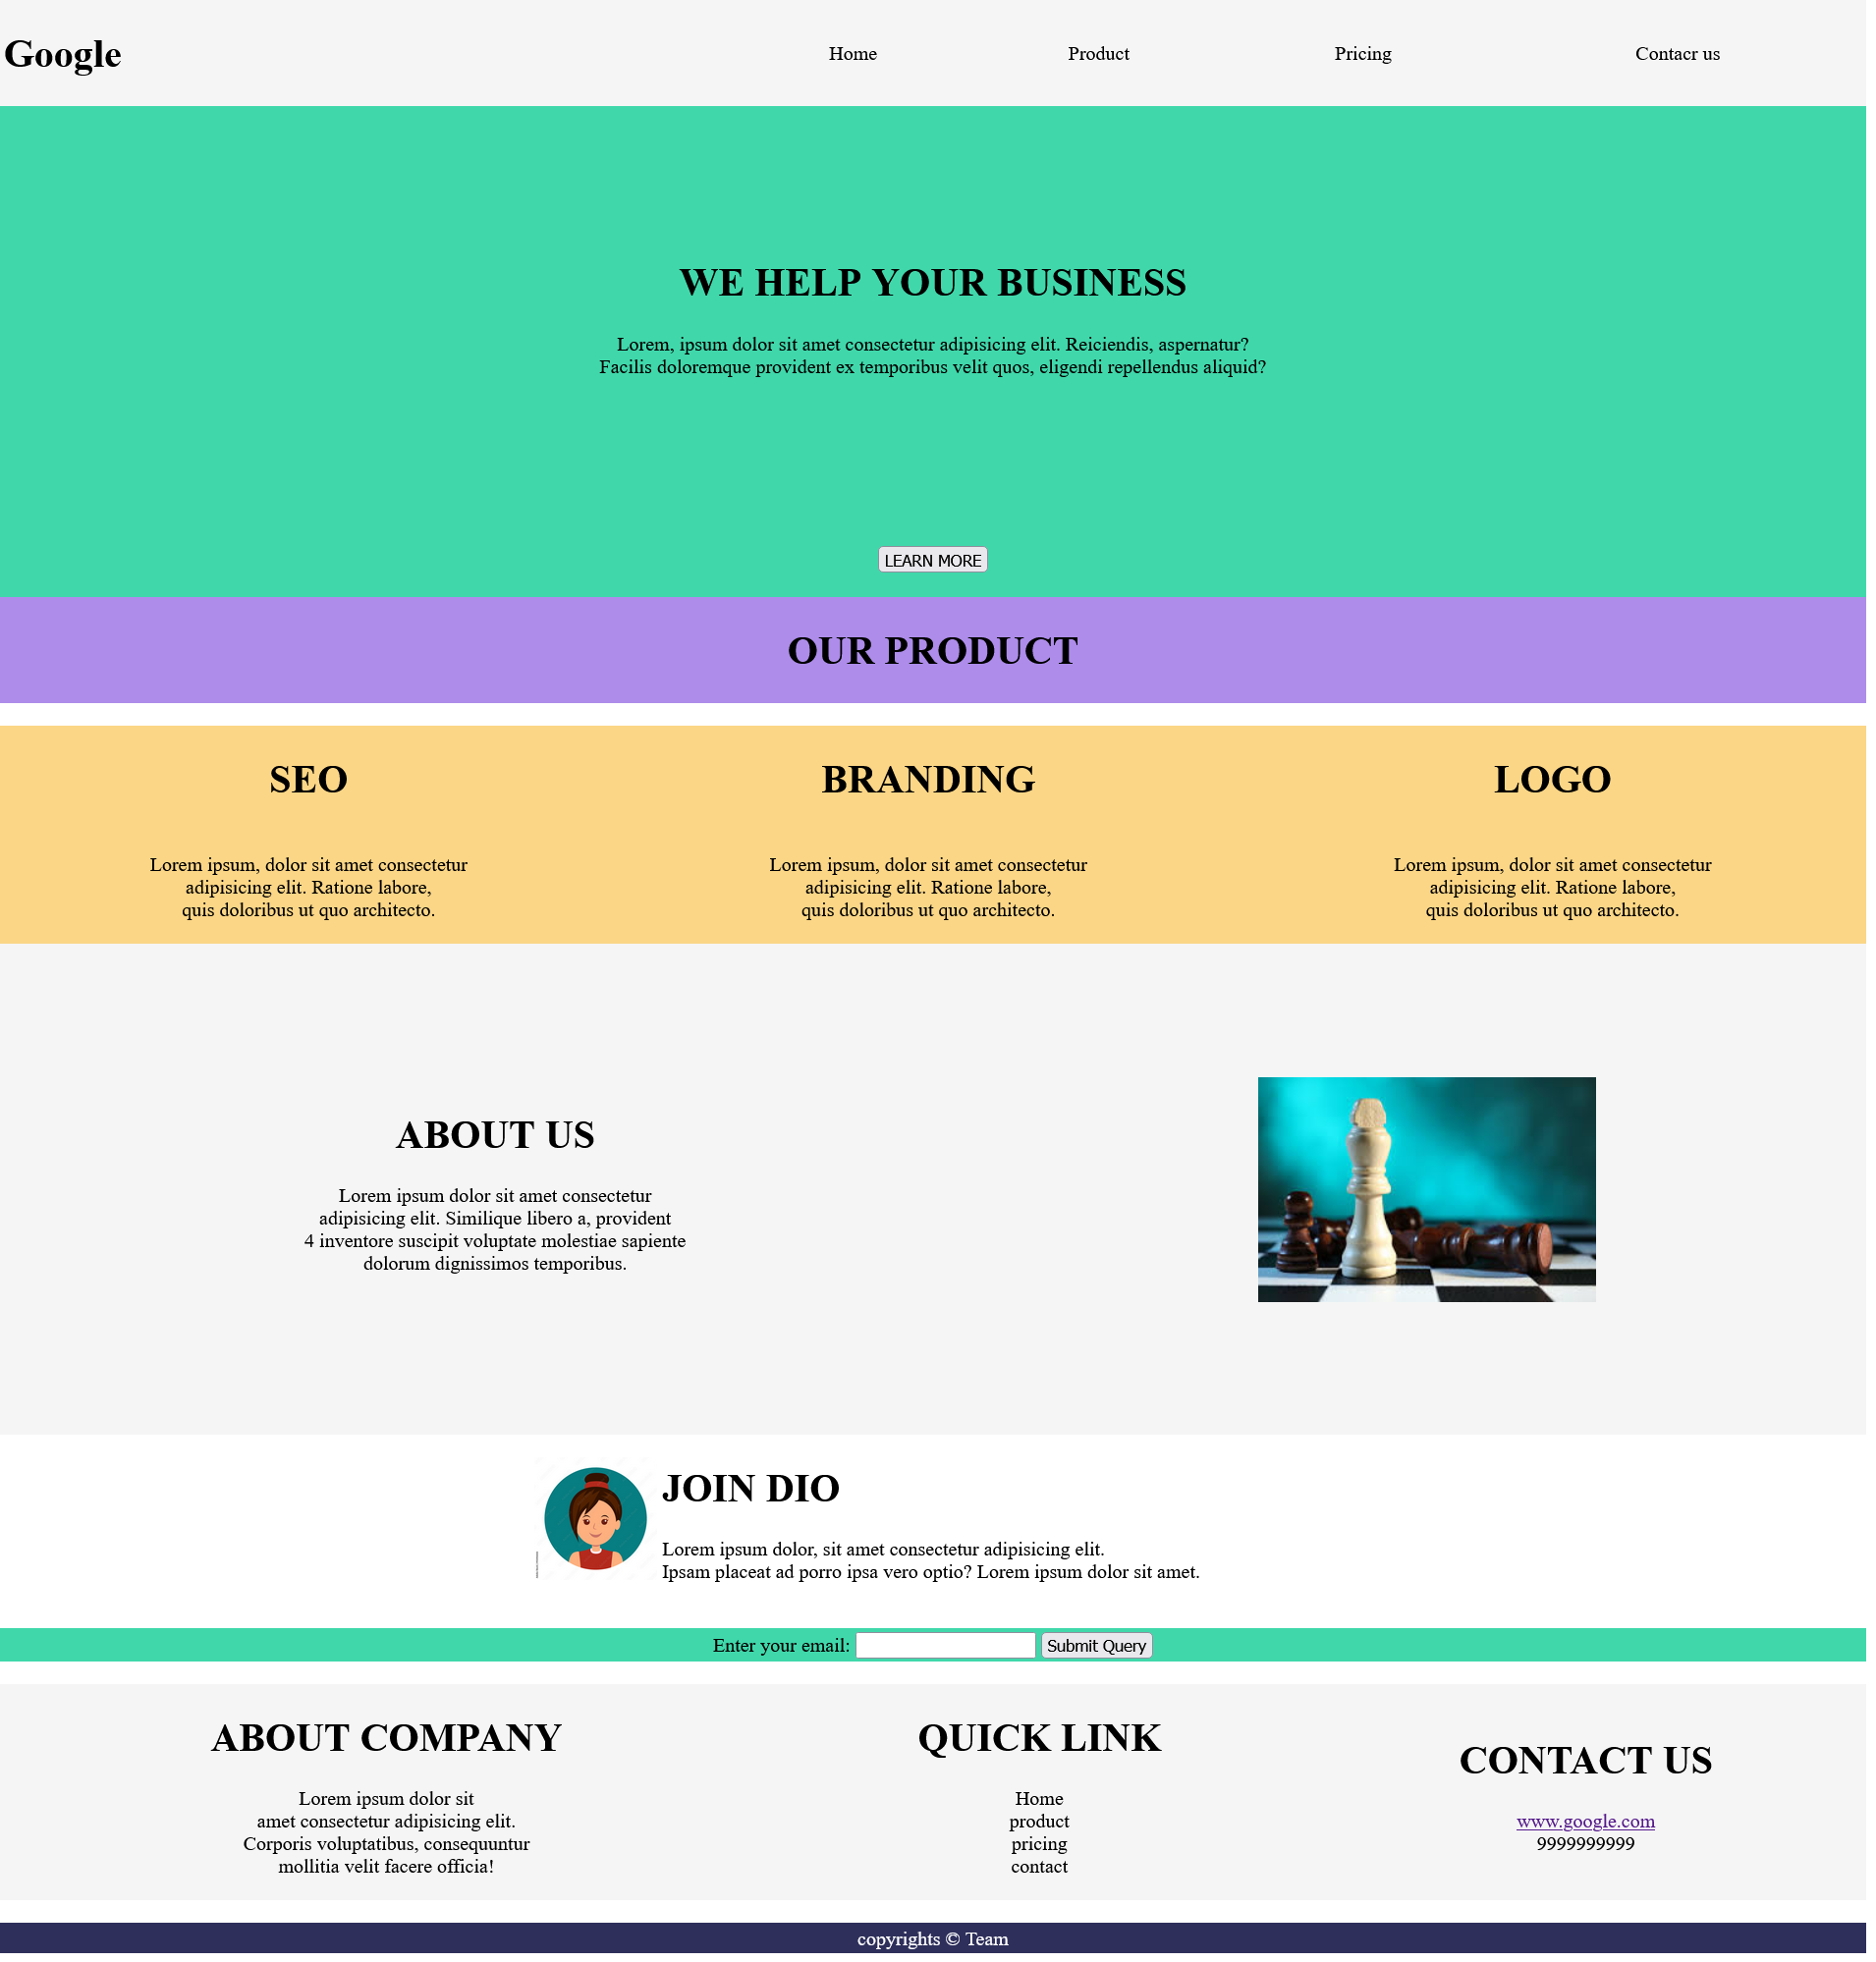 Google
Home
Product
Pricing
Contacr us
WE HELP YOUR BUSINESS
Lorem, ipsum dolor sit amet consectetur adipisicing elit. Reiciendis, aspernatur?
Facilis doloremque provident ex temporibus velit quos, eligendi repellendus aliquid?
LEARN MORE
OUR PRODUCT
SEO
Lorem ipsum, dolor sit amet consectetur
adipisicing elit. Ratione labore,
quis doloribus ut quo architecto.
BRANDING
Lorem ipsum, dolor sit amet consectetur
adipisicing elit. Ratione labore,
quis doloribus ut quo architecto.
LOGO
Lorem ipsum, dolor sit amet consectetur
adipisicing elit. Ratione labore,
quis doloribus ut quo architecto.
ABOUT US
Lorem ipsum dolor sit amet consectetur
adipisicing elit. Similique libero a, provident
4 inventore suscipit voluptate molestiae sapiente
dolorum dignissimos temporibus.
JOIN DIO
Lorem ipsum dolor, sit amet consectetur adipisicing elit.
Ipsam placeat ad porro ipsa vero optio? Lorem ipsum dolor sit amet.
Enter your email:
Submit Query
ABOUT COMPANY
Lorem ipsum dolor sit
amet consectetur adipisicing elit.
Corporis voluptatibus, consequuntur
mollitia velit facere officia!
QUICK LINK
Home
product
pricing
contact
CONTACT US
www.google.com
9999999999
copyrights © Team